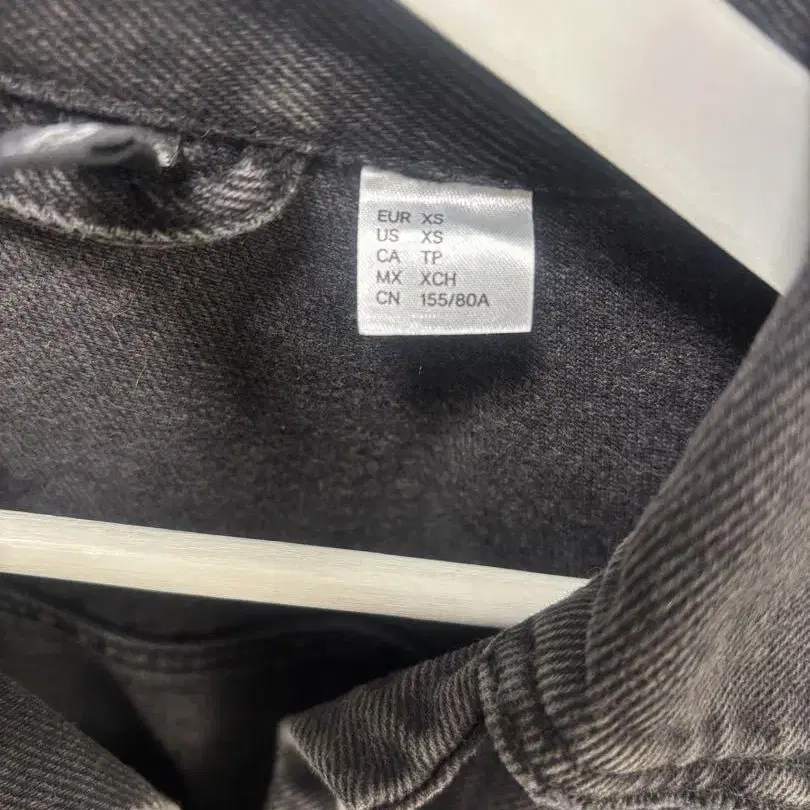 EUR XS
US XS
CA TP
MX XCH
CN 155/80A